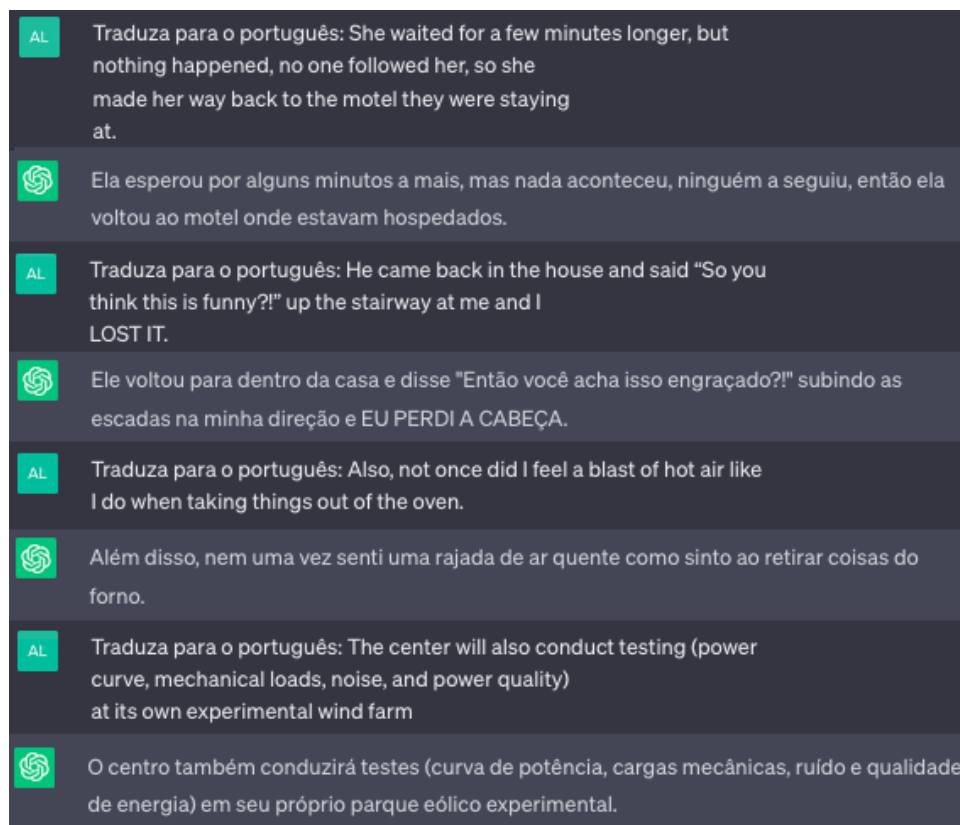 AL
Traduza para o português: She waited for a few minutes longer, but
nothing happened, no one followed her, so she
made her way back to the motel they were staying
at.
Ela esperou por alguns minutos a mais, mas nada aconteceu, ninguém a seguiu, então ela
voltou ao motel onde estavam hospedados.
AL
Traduza para o português: He came back in the house and said “So you
think this is funny?!” up the stairway at me and I
LOST IT.
Ele voltou para dentro da casa e disse "Então você acha isso engraçado?!" subindo as
escadas na minha direção e EU PERDI A CABEÇA.
AL
Traduza para o português: Also, not once did I feel a blast of hot air like
I do when taking things out of the oven.
Além disso, nem uma vez senti uma rajada de ar quente como sinto ao retirar coisas do
forno.
AL
Traduza para o português: The center will also conduct testing (power
curve, mechanical loads, noise, and power quality)
at its own experimental wind farm
O centro também conduzirá testes (curva de potência, cargas mecânicas, ruído e qualidade
de energia) em seu próprio parque eólico experimental.